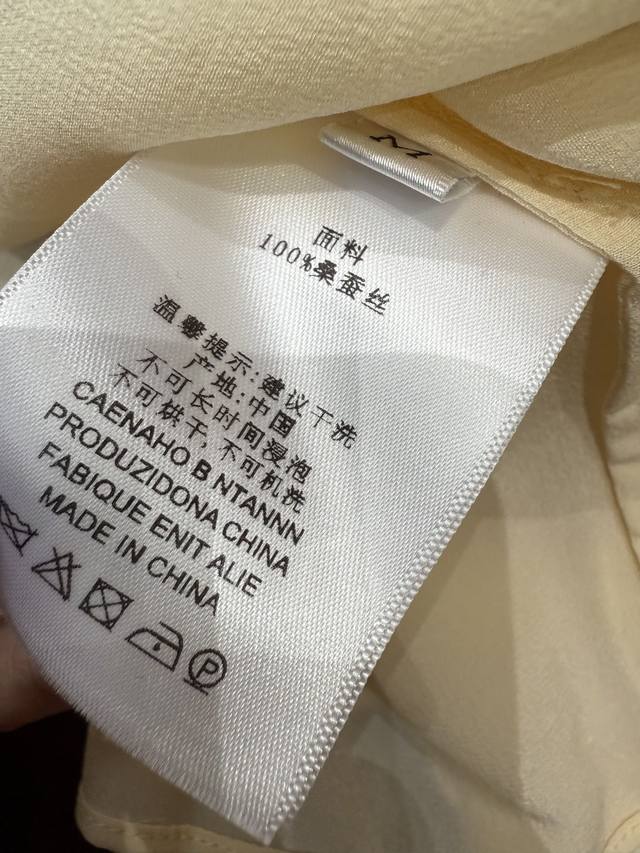 M
面料
100%桑蚕丝
温馨提示:建议干洗
产地:中国
不可长时间浸泡
不可烘干,不可机洗
CAENAHO B NTANNN
PRODUZIDONA CHINA
FABIQUE ENIT ALIE
MADE IN CHINA
P